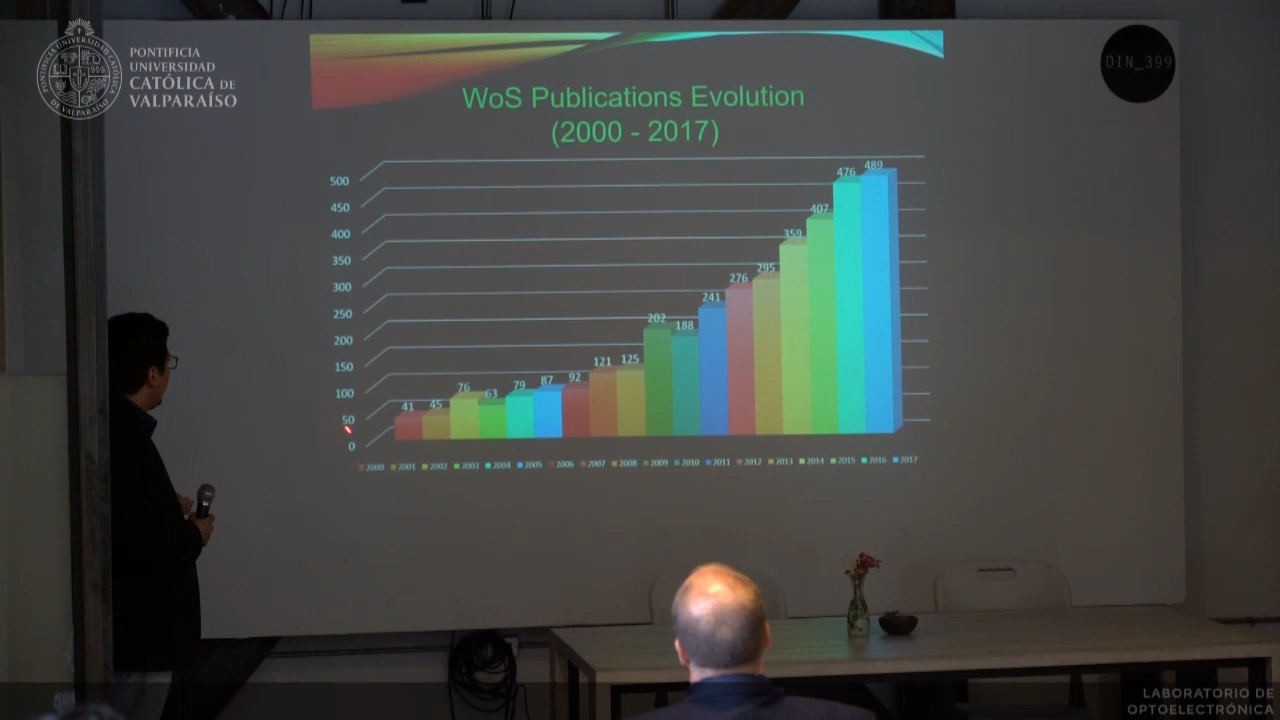 PONTIFICIA
UNIVERSIDAD
CATÓLICA DE
VALPARAÍSO
DIN_399
WoS Publications Evolution
(2000 - 2017)
500
450
400
350
300
250
200
150
100
50
0
41
45
76
63
79
87
92
121
125
202
188
241
276
295
359
407
476
489
2000 2001 2002 2003 2004 2005 2006 2007 2008 2009 2010 2011 2012 2013 2014 2015 2016 2017
LABORATORIO DE
OPTOELECTRÓNICA